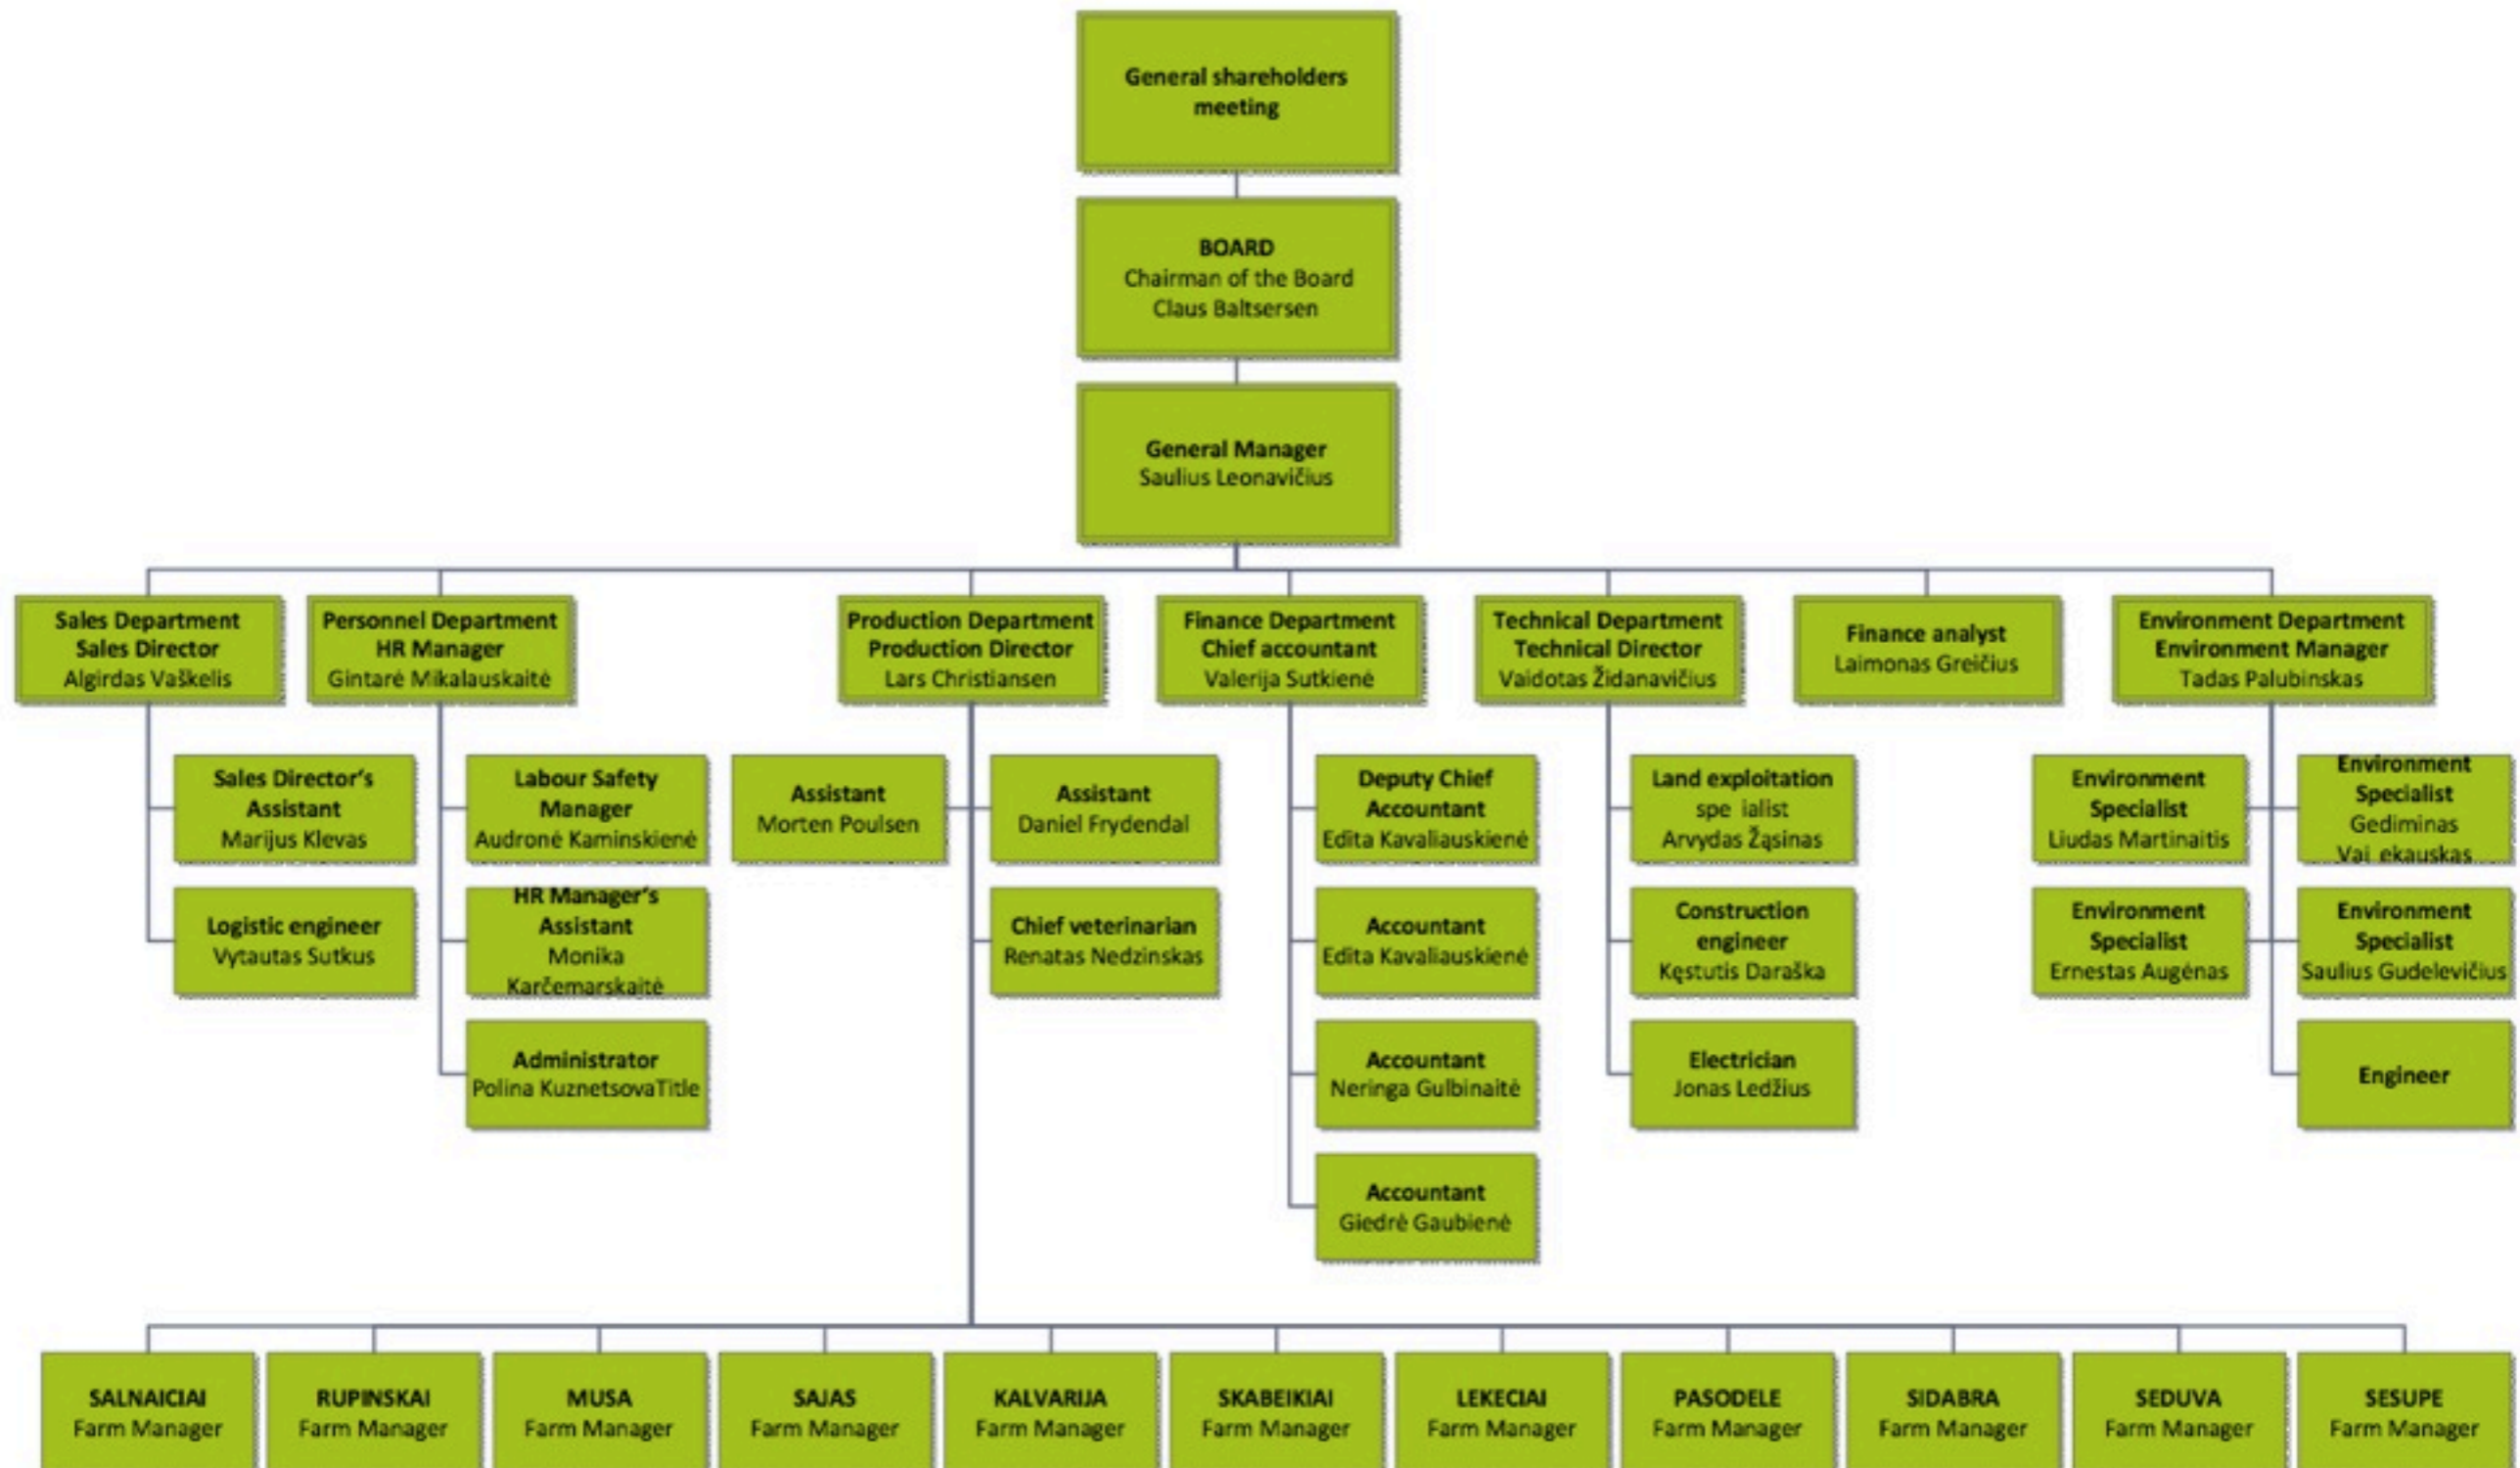 General shareholders
meeting
BOARD
Chairman of the Board
Claus Baltsersen
General Manager
Saulius Leonavičius
Sales Department
Sales Director
Algirdas Vaškelis
Personnel Department
HR Manager
Gintarė Mikalauskaitė
Production Department
Production Director
Lars Christiansen
Finance Department
Chief accountant
Valerija Sutkienė
Technical Department
Technical Director
Vaidotas Židanavičius
Finance analyst
Laimonas Greičius
Environment Department
Environment Manager
Tadas Palubinskas
Sales Director's
Assistant
Marijus Klevas
Labour Safety
Manager
Audronė Kaminskienė
Assistant
Morten Poulsen
Assistant
Daniel Frydendal
Deputy Chief
Accountant
Edita Kavaliauskienė
Land exploitation
spe ialist
Arvydas Žąsinas
Environment
Specialist
Liudas Martinaitis
Environment
Specialist
Gediminas
Vai ekauskas
Logistic engineer
Vytautas Sutkus
HR Manager's
Assistant
Monika
Karčemarskaitė
Chief veterinarian
Renatas Nedzinskas
Accountant
Edita Kavaliauskienė
Construction
engineer
Kęstutis Daraška
Environment
Specialist
Ernestas Augėnas
Environment
Specialist
Saulius Gudelevičius
Administrator
Polina KuznetsovaTitle
Accountant
Neringa Gulbinaitė
Electrician
Jonas Ledžius
Engineer
Accountant
Giedrė Gaubienė
SALNAICIAI
Farm Manager
RUPINSKAI
Farm Manager
MUSA
Farm Manager
SAJAS
Farm Manager
KALVARIJA
Farm Manager
SKABEIKIAI
Farm Manager
LEKECIAI
Farm Manager
PASODELE
Farm Manager
SIDABRA
Farm Manager
SEDUVA
Farm Manager
SESUPE
Farm Manager